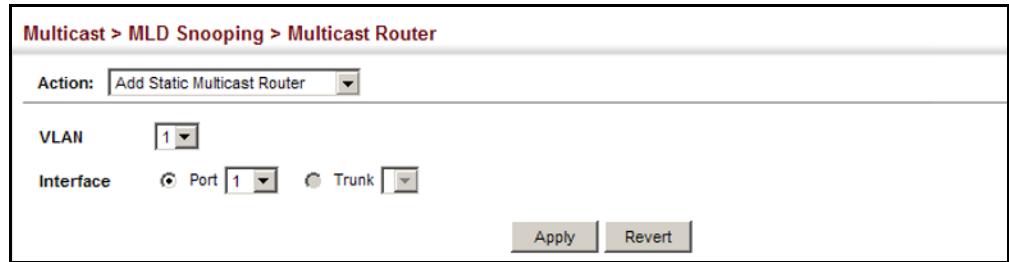 Multicast > MLD Snooping > Multicast Router
Action: Add Static Multicast Router
VLAN 1
Interface Port 1 Trunk
Apply Revert